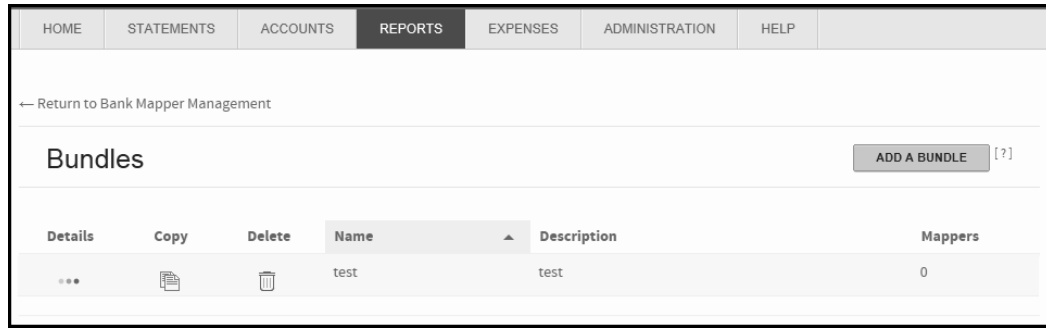 HOME STATEMENTS ACCOUNTS REPORTS EXPENSES ADMINISTRATION HELP
← Return to Bank Mapper Management
Bundles ADD A BUNDLE [?]
Details Copy Delete Name Description Mappers
test test 0